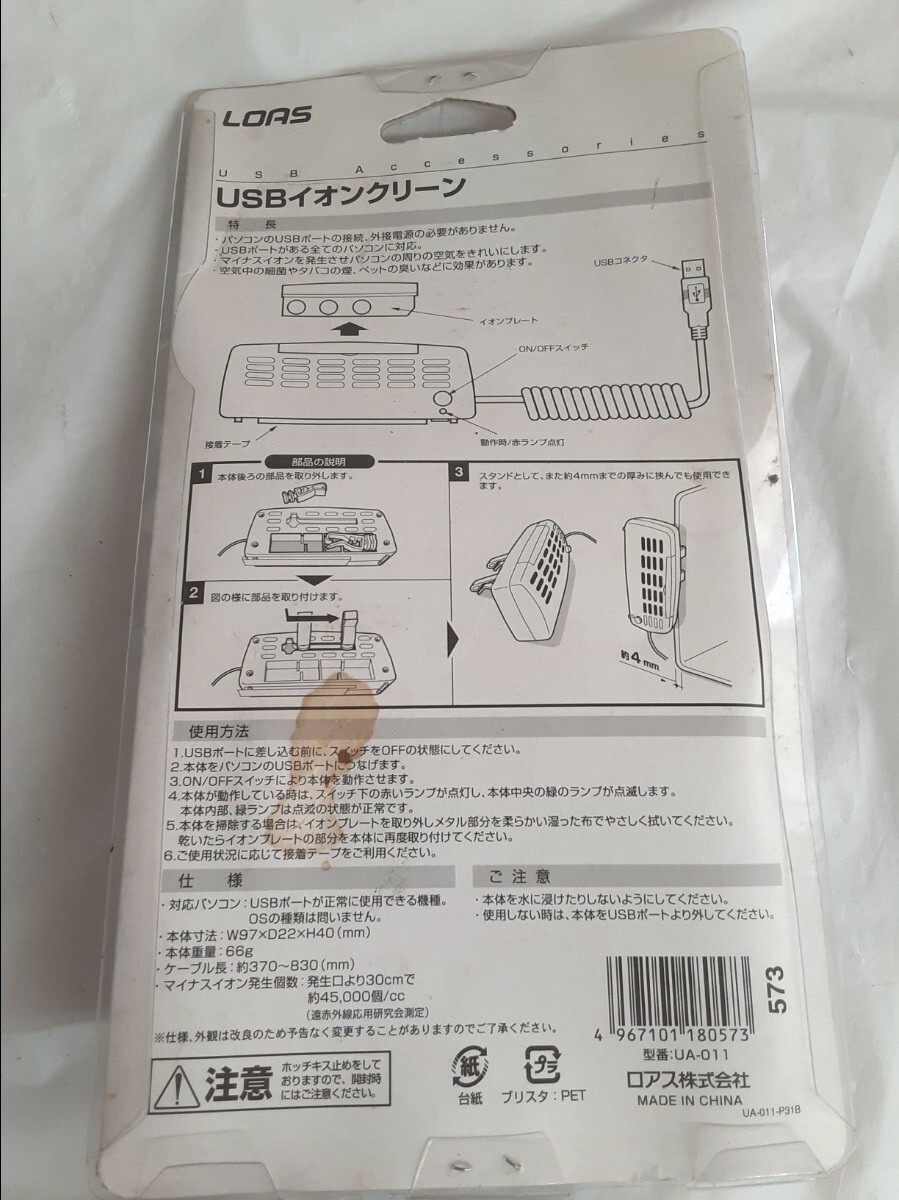 LOAS
USB Accessories
USBイオンクリーン
特 長
・パソコンのUSBポートの接続、外接電源の必要がありません。
・USBポートがある全てのパソコンに対応。
・マイナスイオンを発生させパソコンの周りの空気をきれいにします。
・空気中の細菌やタバコの煙、ペットの臭いなどに効果があります。
USBコネクタ
イオンプレート
ON/OFFスイッチ
接着テープ
動作時/赤ランプ点灯
部品の説明
1 本体後ろの部品を取り外します。
2 図の様に部品を取り付けます。
3 スタンドとして、また約4mmまでの厚みに挟んでも使用でき
ます。
約4mm
使用方法
1.USBポートに差し込む前に、スイッチをOFFの状態にしてください。
2.本体をパソコンのUSBポートにつなげます。
3.ON/OFFスイッチにより本体を動作させます。
4.本体が動作している時は、スイッチ下の赤いランプが点灯し、本体中央の緑のランプが点滅します。
本体内部、緑ランプは点滅の状態が正常です。
5.本体を掃除する場合は、イオンプレートを取り外しメタル部分を柔らかい湿った布でやさしく拭いてください。
乾いたらイオンプレートの部分を本体に再度取り付けてください。
6.ご使用状況に応じて接着テープをご利用ください。
仕 様
・対応パソコン：USBポートが正常に使用できる機種。
OSの種類は問いません。
・本体寸法：W97×D22×H40(mm)
・本体重量：66g
・ケーブル長：約370～830(mm)
・マイナスイオン発生個数：発生口より30cmで
約45,000個/cc
(遠赤外線応用研究会測定)
※仕様、外観は改良のため予告なく変更することがありますのでご了承ください。
ご注意
・本体を水に浸けたりしないようにしてください。
・使用しない時は、本体をUSBポートより外してください。
573
4 967101 180573
型番：UA-011
ロアス株式会社
MADE IN CHINA
UA-011-P31B
注意
ホッチキス止めをして
おりますので、開封時
にはご注意ください。
紙
台紙
プラ
ブリスタ：PET